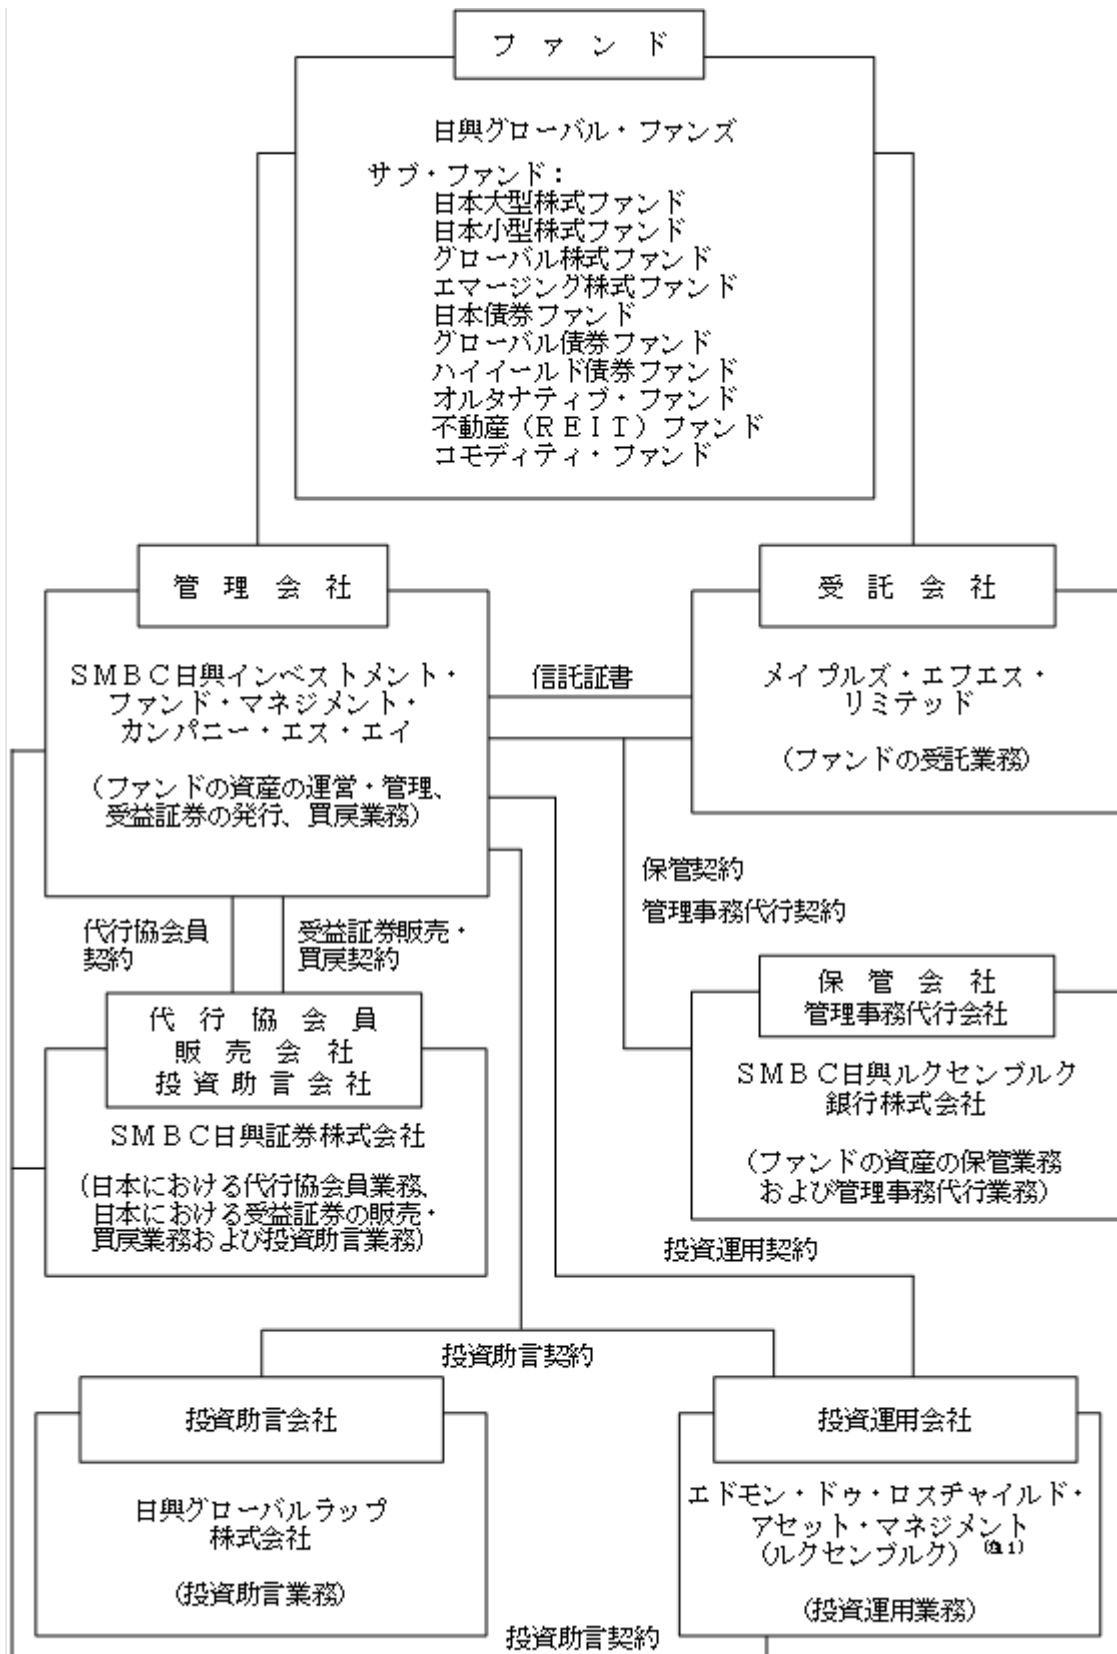 ファンド
日興グローバル・ファンズ
サブ・ファンド：
日本大型株式ファンド
日本小型株式ファンド
グローバル株式ファンド
エマージング株式ファンド
日本債券ファンド
グローバル債券ファンド
ハイイールド債券ファンド
オルタナティブ・ファンド
不動産（ＲＥＩＴ）ファンド
コモディティ・ファンド
管理会社
ＳＭＢＣ日興インベストメント・
ファンド・マネジメント・
カンパニー・エス・エイ
（ファンドの資産の運営・管理、
受益証券の発行、買戻業務）
信託証書
受託会社
メイプルズ・エフエス・
リミテッド
（ファンドの受託業務）
保管契約
管理事務代行契約
代行協会員
契約
受益証券販売・
買戻契約
代行協会員
販売会社
投資助言会社
ＳＭＢＣ日興証券株式会社
（日本における代行協会員業務、
日本における受益証券の販売・
買戻業務および投資助言業務）
保管会社
管理事務代行会社
ＳＭＢＣ日興ルクセンブルク
銀行株式会社
（ファンドの資産の保管業務
および管理事務代行業務）
投資運用契約
投資助言契約
投資助言会社
日興グローバルラップ
株式会社
（投資助言業務）
投資運用会社
エドモン・ドゥ・ロスチャイルド・
アセット・マネジメント
（ルクセンブルク）（注1）
（投資運用業務）
投資助言契約